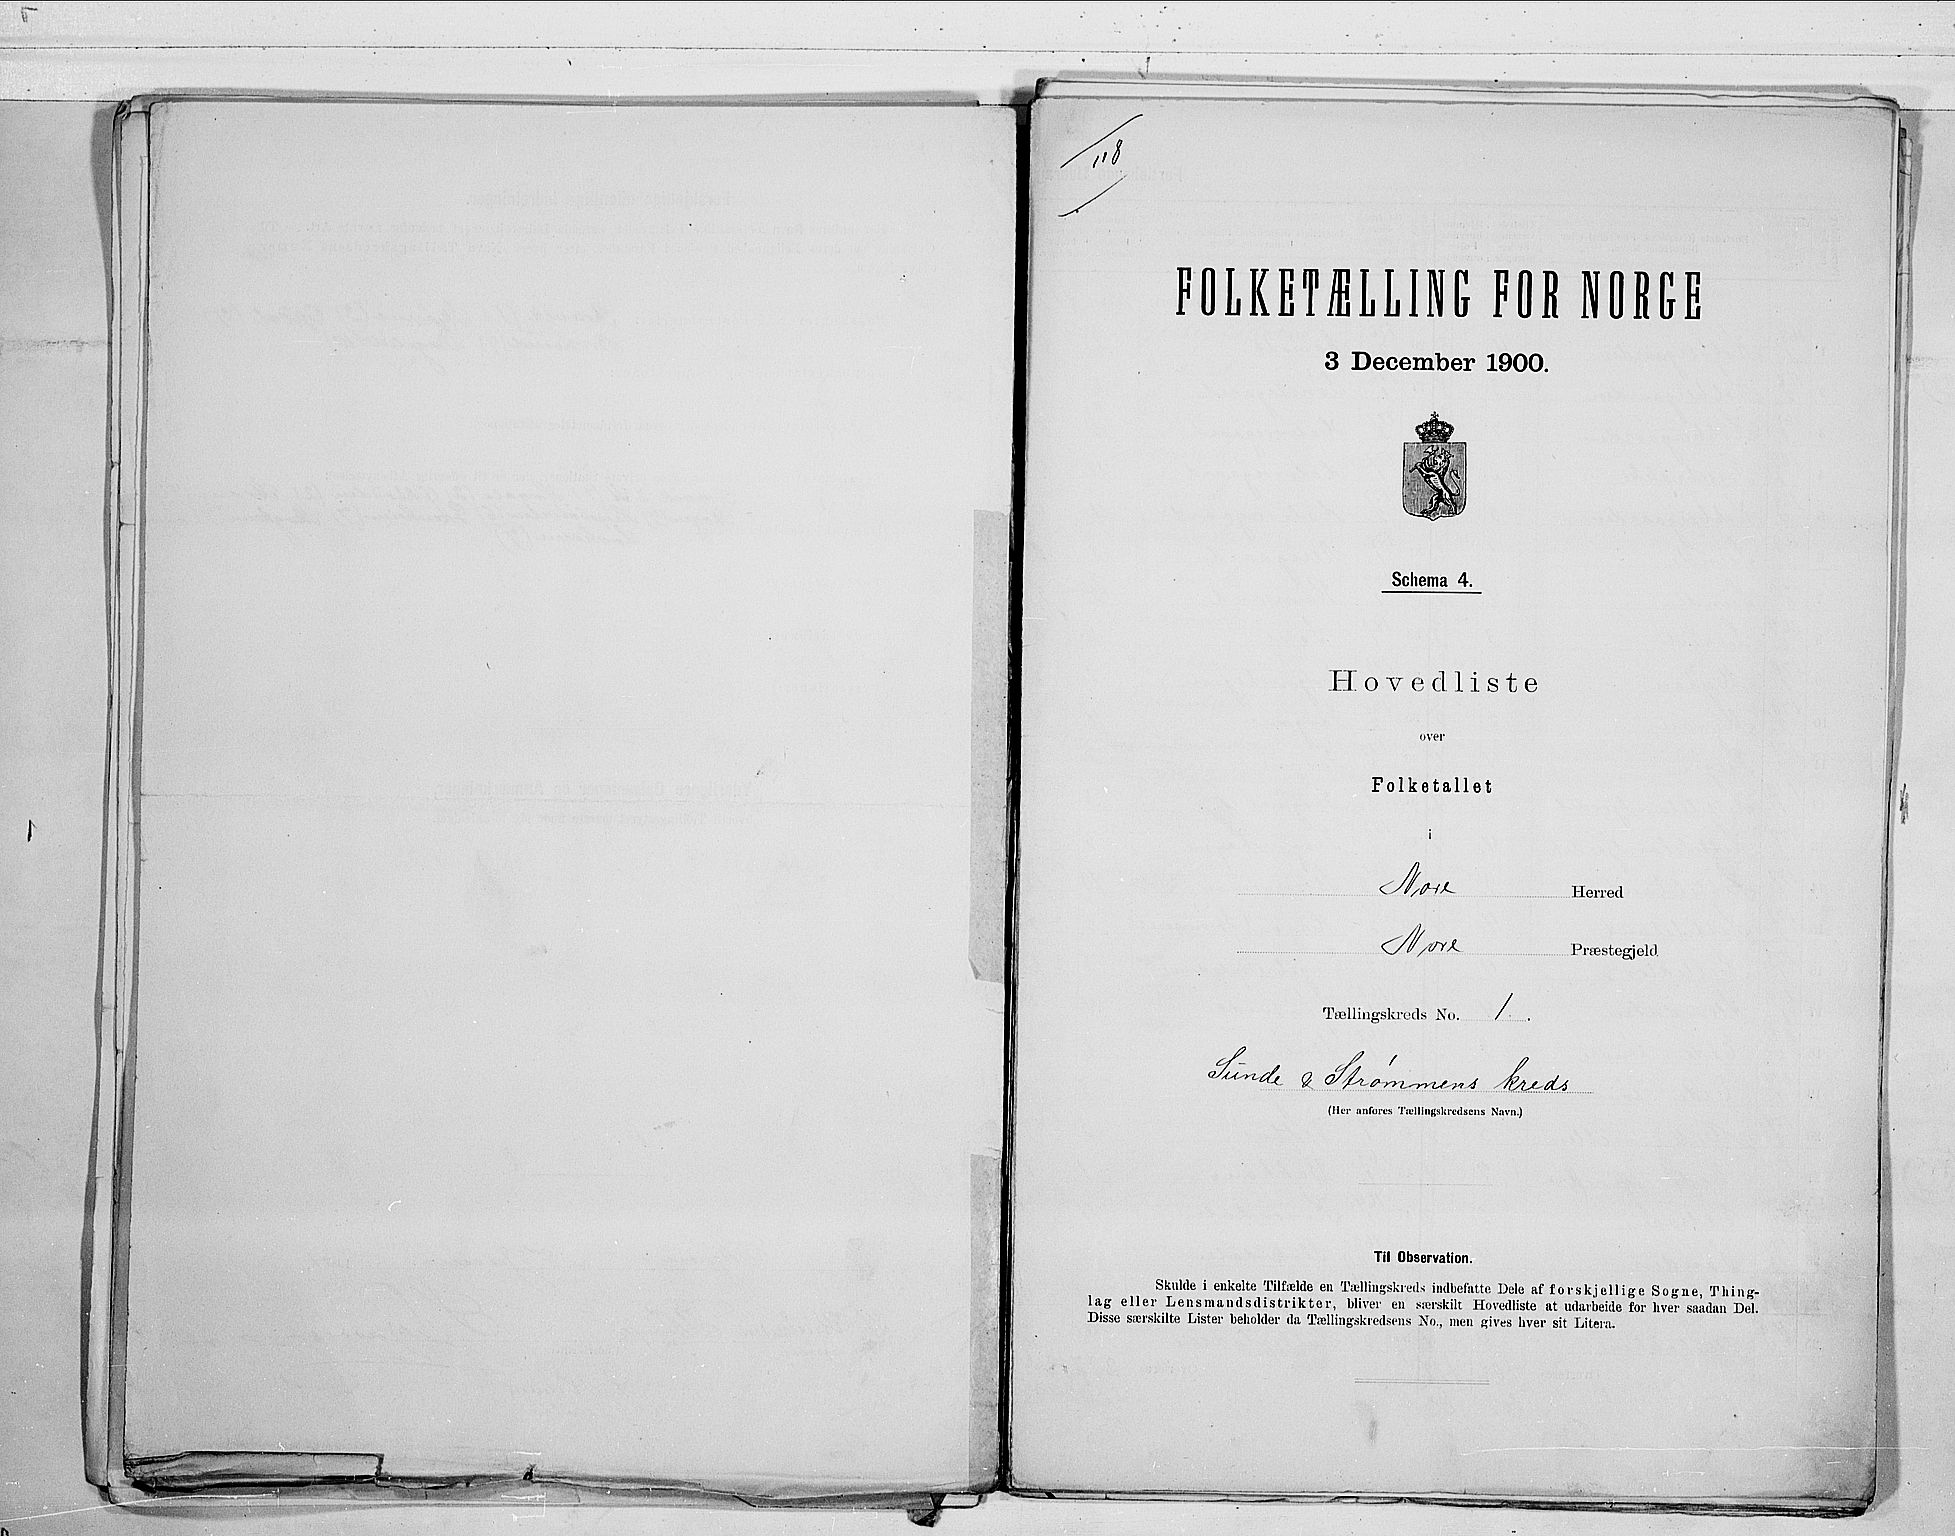 118
FOLKETÆLLING FOR NORGE
3 December 1900.
Schema 4.
Hovedliste
over
Folketallet
i
Nore Herred
Nore Præstegjeld
Tællingskreds No. 1.
Sunde & Strømmens kreds
(Her anføres Tællingskredsens Navn.)
Til Observation.
Skulde i enkelte Tilfælde en Tællingskreds indbefatte Dele af forskjellige Sogne, Thing-
lag eller Lensmandsdistrikter, bliver en særskilt Hovedliste at udarbeide for hver saadan Del.
Disse særskilte Lister beholder da Tællingskredsens No., men gives hver sit Litera.